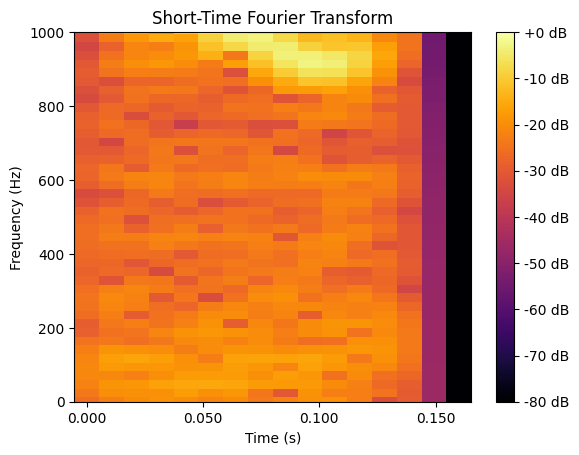 Short-Time Fourier Transform
1000
800
600
400
200
0
Frequency (Hz)
0.000
0.050
0.100
0.150
Time (s)
+0 dB
-10 dB
-20 dB
-30 dB
-40 dB
-50 dB
-60 dB
-70 dB
-80 dB